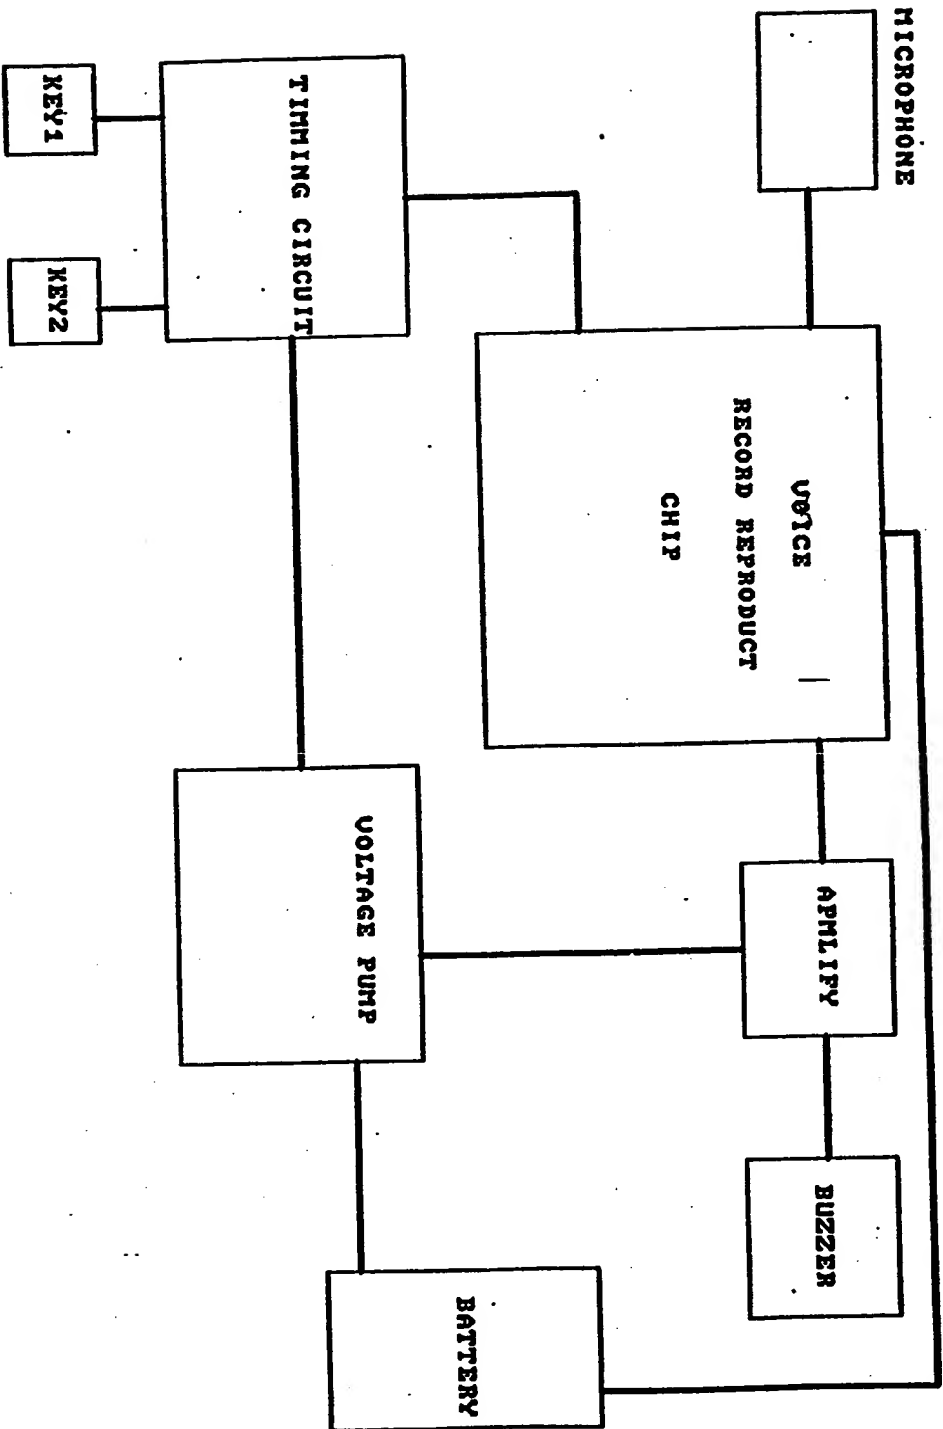 MICROPHONE
VOICE
RECORD REPRODUCT
CHIP
APMLIFY
BUZZER
TIMMING CIRCUIT
VOLTAGE PUMP
BATTERY
KEY1
KEY2